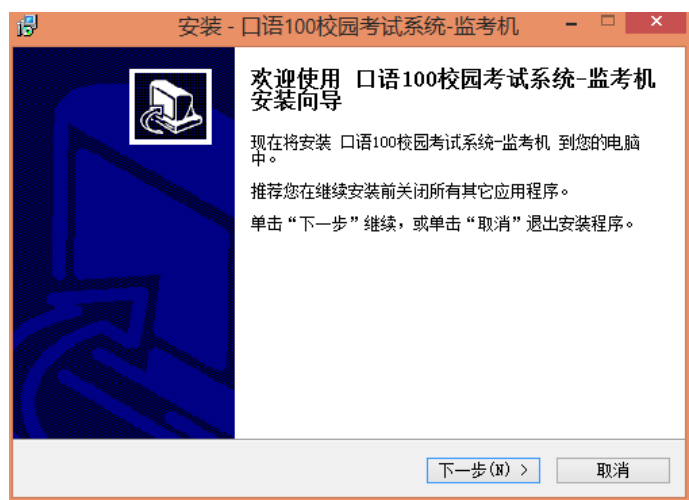 安装 - 口语100校园考试系统-监考机
欢迎使用 口语100校园考试系统-监考机
安装向导
现在将安装 口语100校园考试系统-监考机 到您的电脑
中。
推荐您在继续安装前关闭所有其它应用程序。
单击“下一步”继续，或单击“取消”退出安装程序。
下一步(N) >
取消